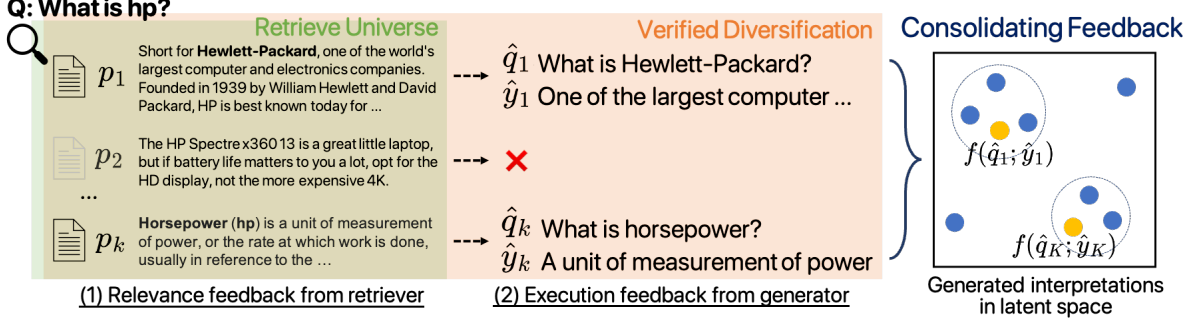 Q: What is hp?
Retrieve Universe
Verified Diversification
Consolidating Feedback
p₁
Short for Hewlett-Packard, one of the world's
largest computer and electronics companies.
Founded in 1939 by William Hewlett and David
Packard, HP is best known today for ...
q̂₁ What is Hewlett-Packard?
ŷ₁ One of the largest computer ...
p₂
The HP Spectre x360 13 is a great little laptop,
but if battery life matters to you a lot, opt for the
HD display, not the more expensive 4K.
...
pₖ
Horsepower (hp) is a unit of measurement
of power, or the rate at which work is done,
usually in reference to the ...
q̂ₖ What is horsepower?
ŷₖ A unit of measurement of power
f(q̂₁; ŷ₁)
f(q̂_K; ŷ_K)
(1) Relevance feedback from retriever
(2) Execution feedback from generator
Generated interpretations
in latent space